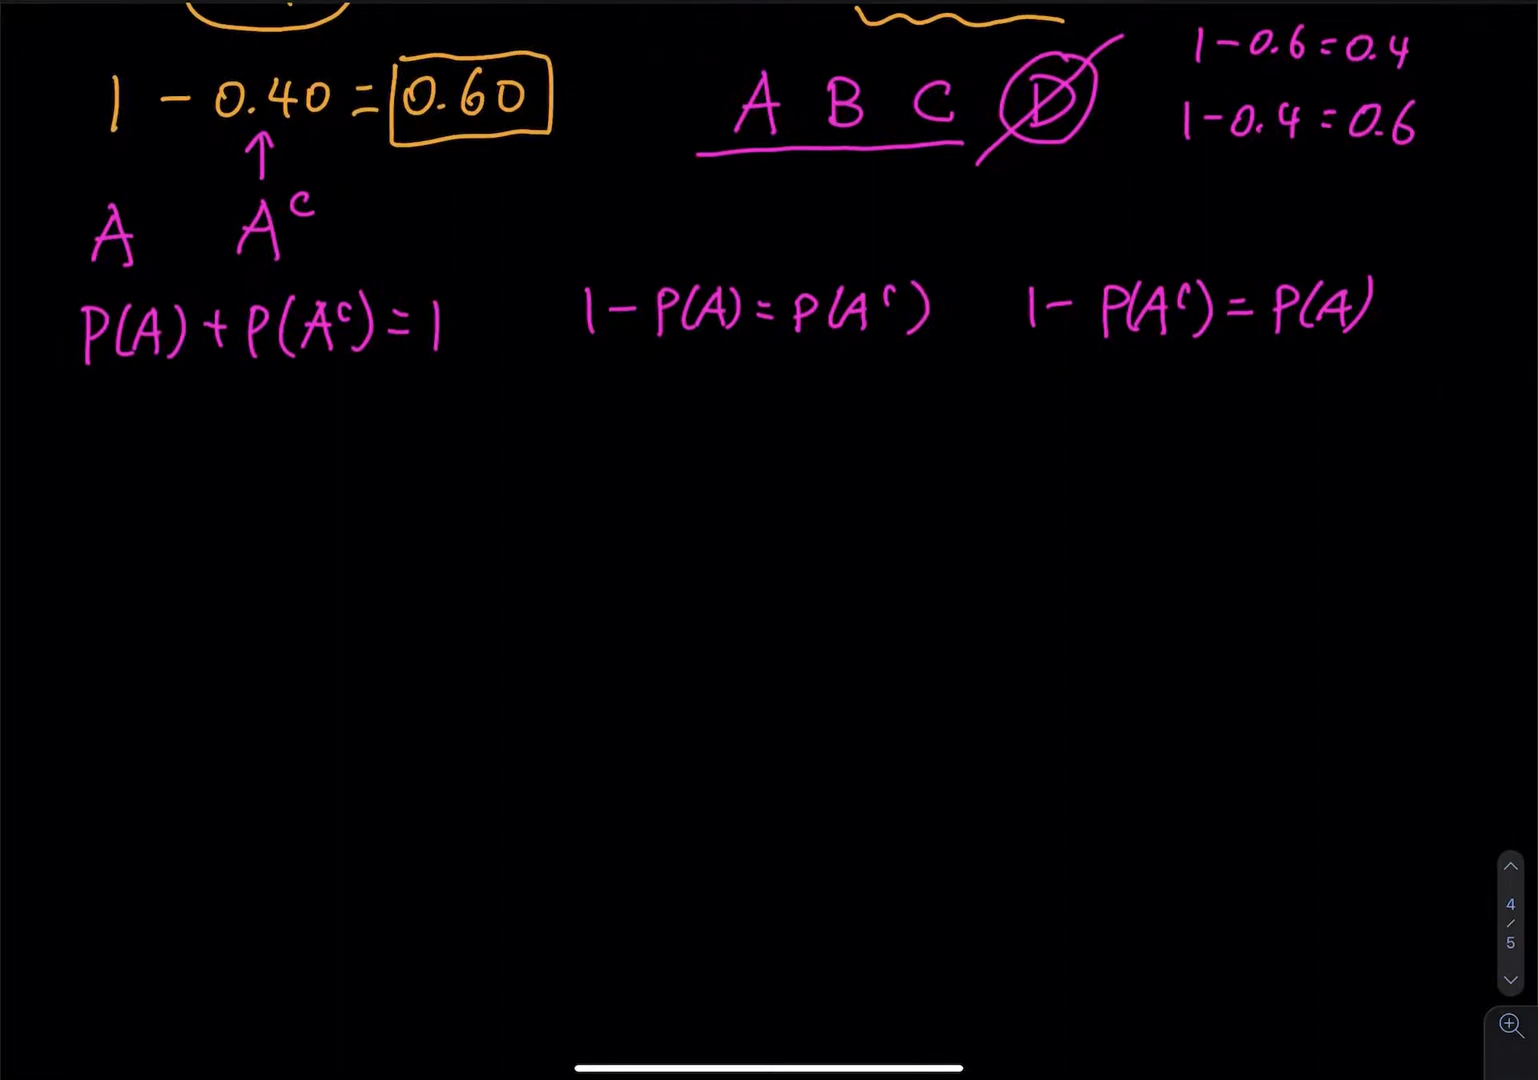 1 - 0.40 = 0.60
A B C D
1 - 0.6 = 0.4
1 - 0.4 = 0.6
A A^c
P(A) + P(A^c) = 1
1 - P(A) = P(A^c)
1 - P(A^c) = P(A)
4
/
5